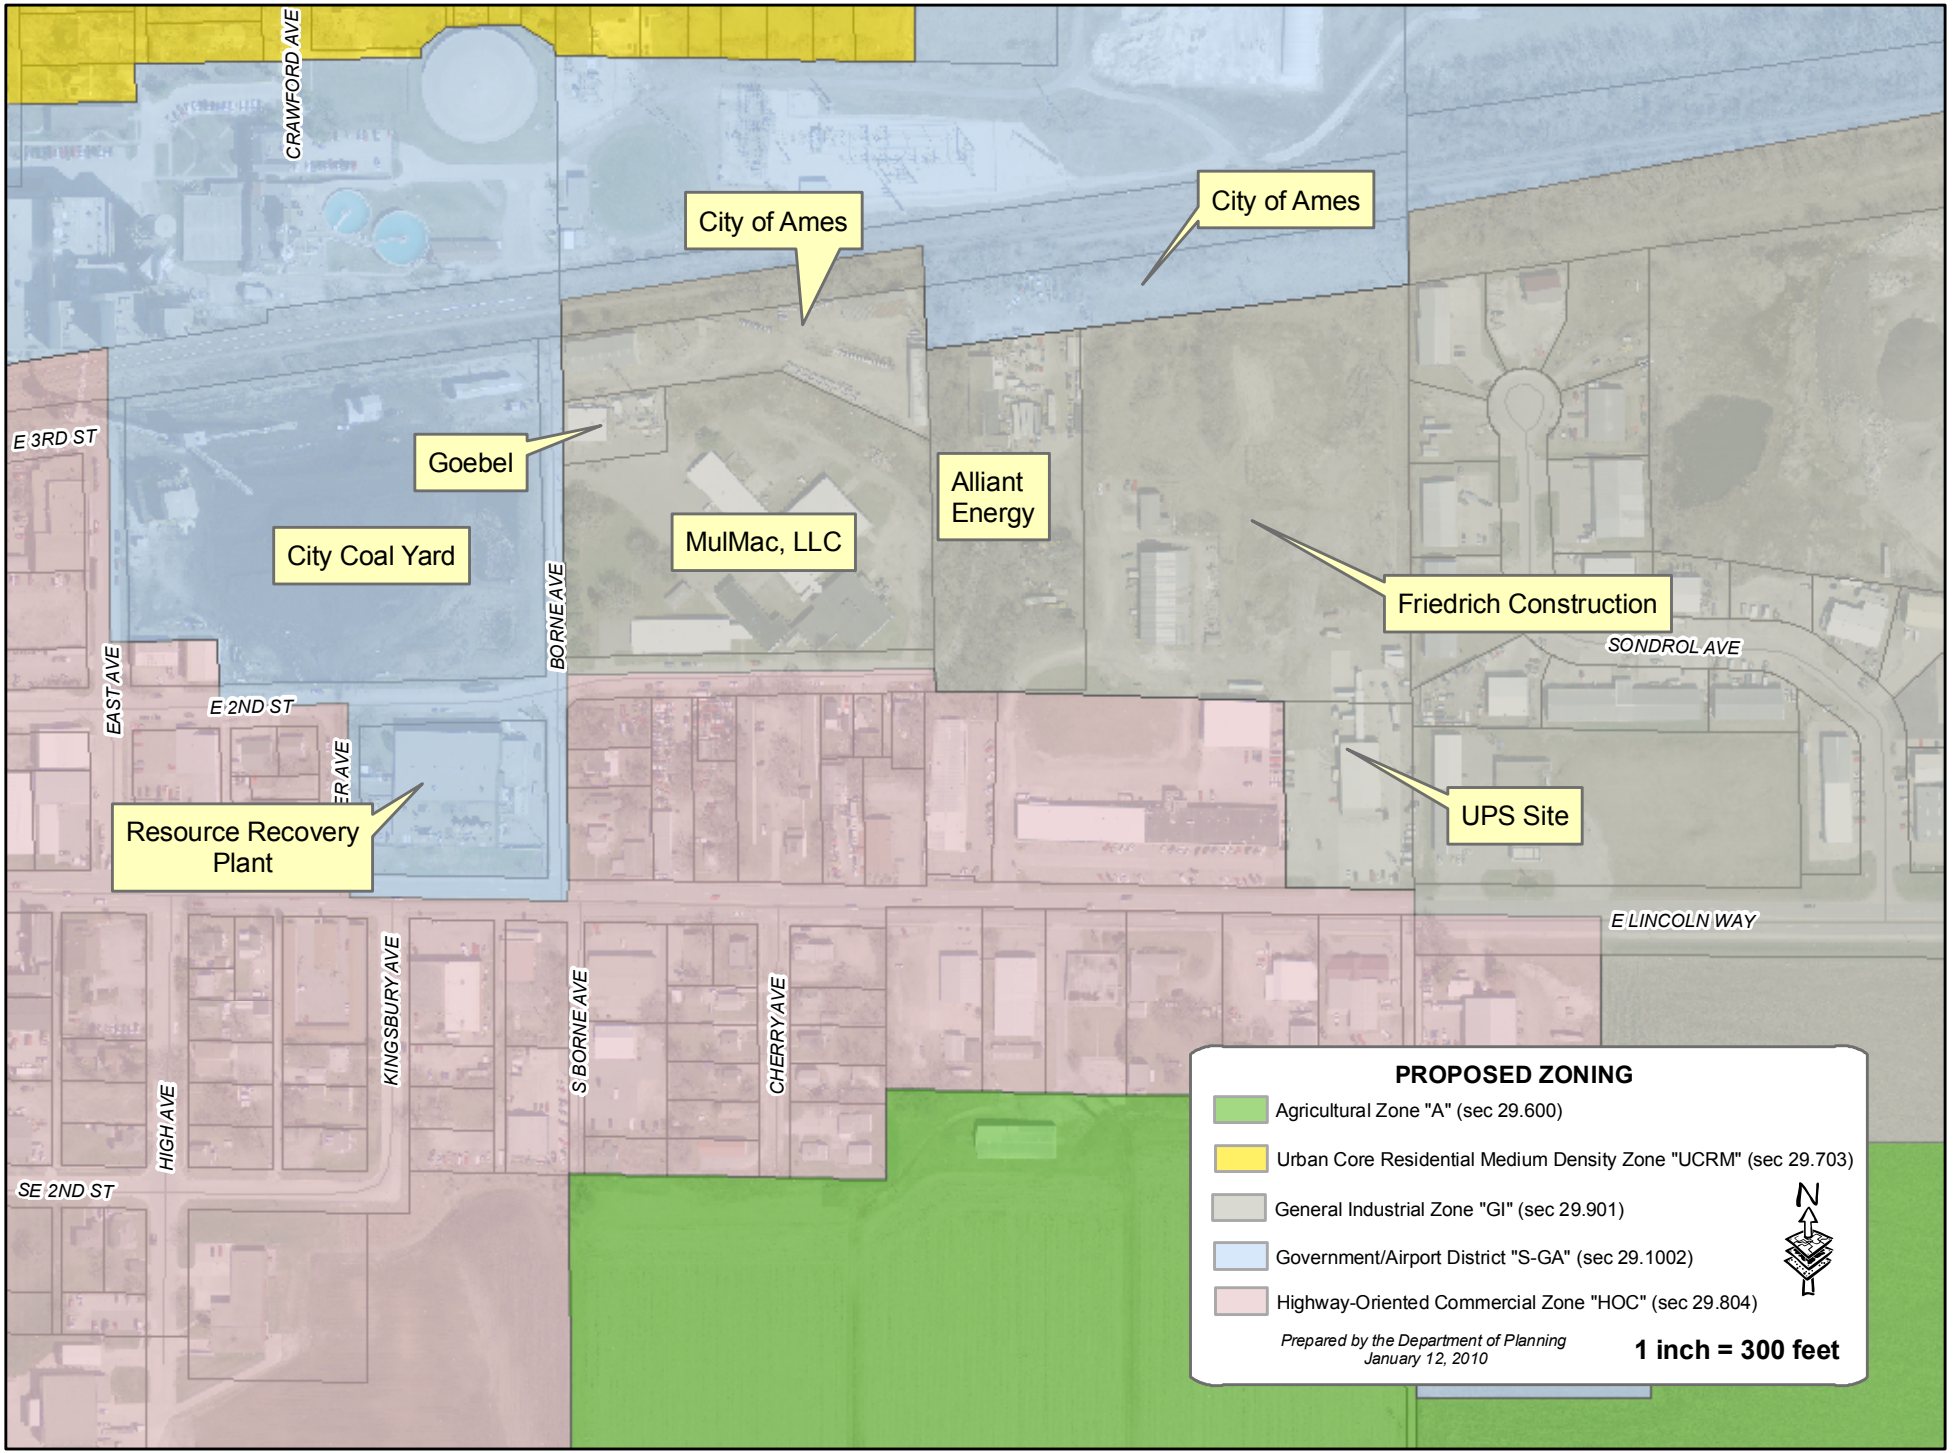 CRAWFORD AVE
City of Ames
City of Ames
E 3RD ST
Goebel
Alliant
Energy
City Coal Yard
MulMac, LLC
BORNE AVE
Friedrich Construction
SONDROL AVE
EAST AVE
E 2ND ST
ER AVE
Resource Recovery
Plant
UPS Site
E LINCOLN WAY
KINGSBURY AVE
S BORNE AVE
CHERRY AVE
HIGH AVE
SE 2ND ST
PROPOSED ZONING
Agricultural Zone "A" (sec 29.600)
Urban Core Residential Medium Density Zone "UCRM" (sec 29.703)
General Industrial Zone "GI" (sec 29.901)
Government/Airport District "S-GA" (sec 29.1002)
Highway-Oriented Commercial Zone "HOC" (sec 29.804)
N
Prepared by the Department of Planning
January 12, 2010
1 inch = 300 feet